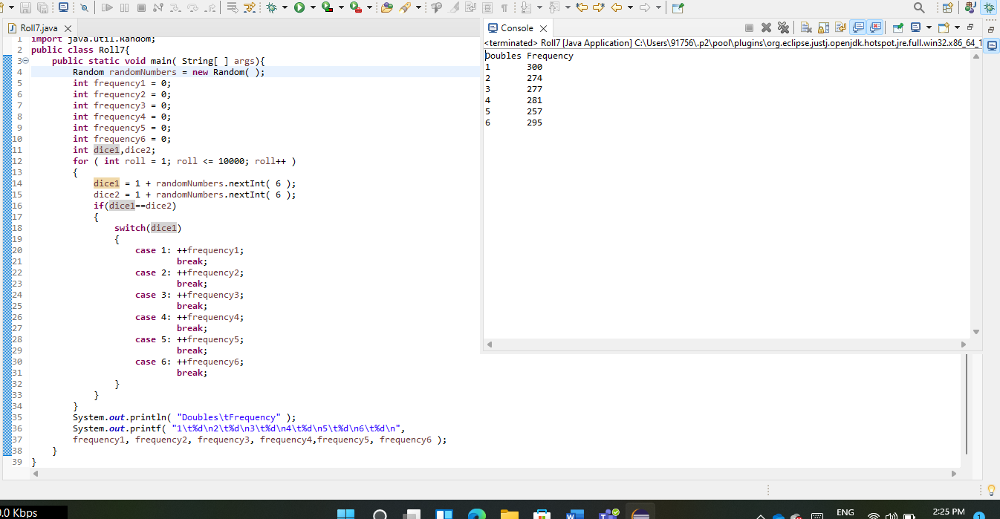 Roll7.java
import java.util.Random;
2 public class Roll7{
3 public static void main( String[ ] args){
4 Random randomNumbers = new Random( );
5 int frequency1 = 0;
6 int frequency2 = 0;
7 int frequency3 = 0;
8 int frequency4 = 0;
9 int frequency5 = 0;
10 int frequency6 = 0;
11 int dice1,dice2;
12 for ( int roll = 1; roll <= 10000; roll++ )
13 {
14 dice1 = 1 + randomNumbers.nextInt( 6 );
15 dice2 = 1 + randomNumbers.nextInt( 6 );
16 if(dice1==dice2)
17 {
18 switch(dice1)
19 {
20 case 1: ++frequency1;
21 break;
22 case 2: ++frequency2;
23 break;
24 case 3: ++frequency3;
25 break;
26 case 4: ++frequency4;
27 break;
28 case 5: ++frequency5;
29 break;
30 case 6: ++frequency6;
31 break;
32 }
33 }
34 }
35 System.out.println( "Doubles\tFrequency" );
36 System.out.printf( "1\t%d\n2\t%d\n3\t%d\n4\t%d\n5\t%d\n6\t%d\n",
37 frequency1, frequency2, frequency3, frequency4,frequency5, frequency6 );
38 }
39 }
Console
<terminated> Roll7 [Java Application] C:\Users\91756\.p2\pool\plugins\org.eclipse.justj.openjdk.hotspot.jre.full.win32.x86_64_1
Doubles Frequency
1 300
2 274
3 277
4 281
5 257
6 295
0.0 Kbps
ENG
2:25 PM